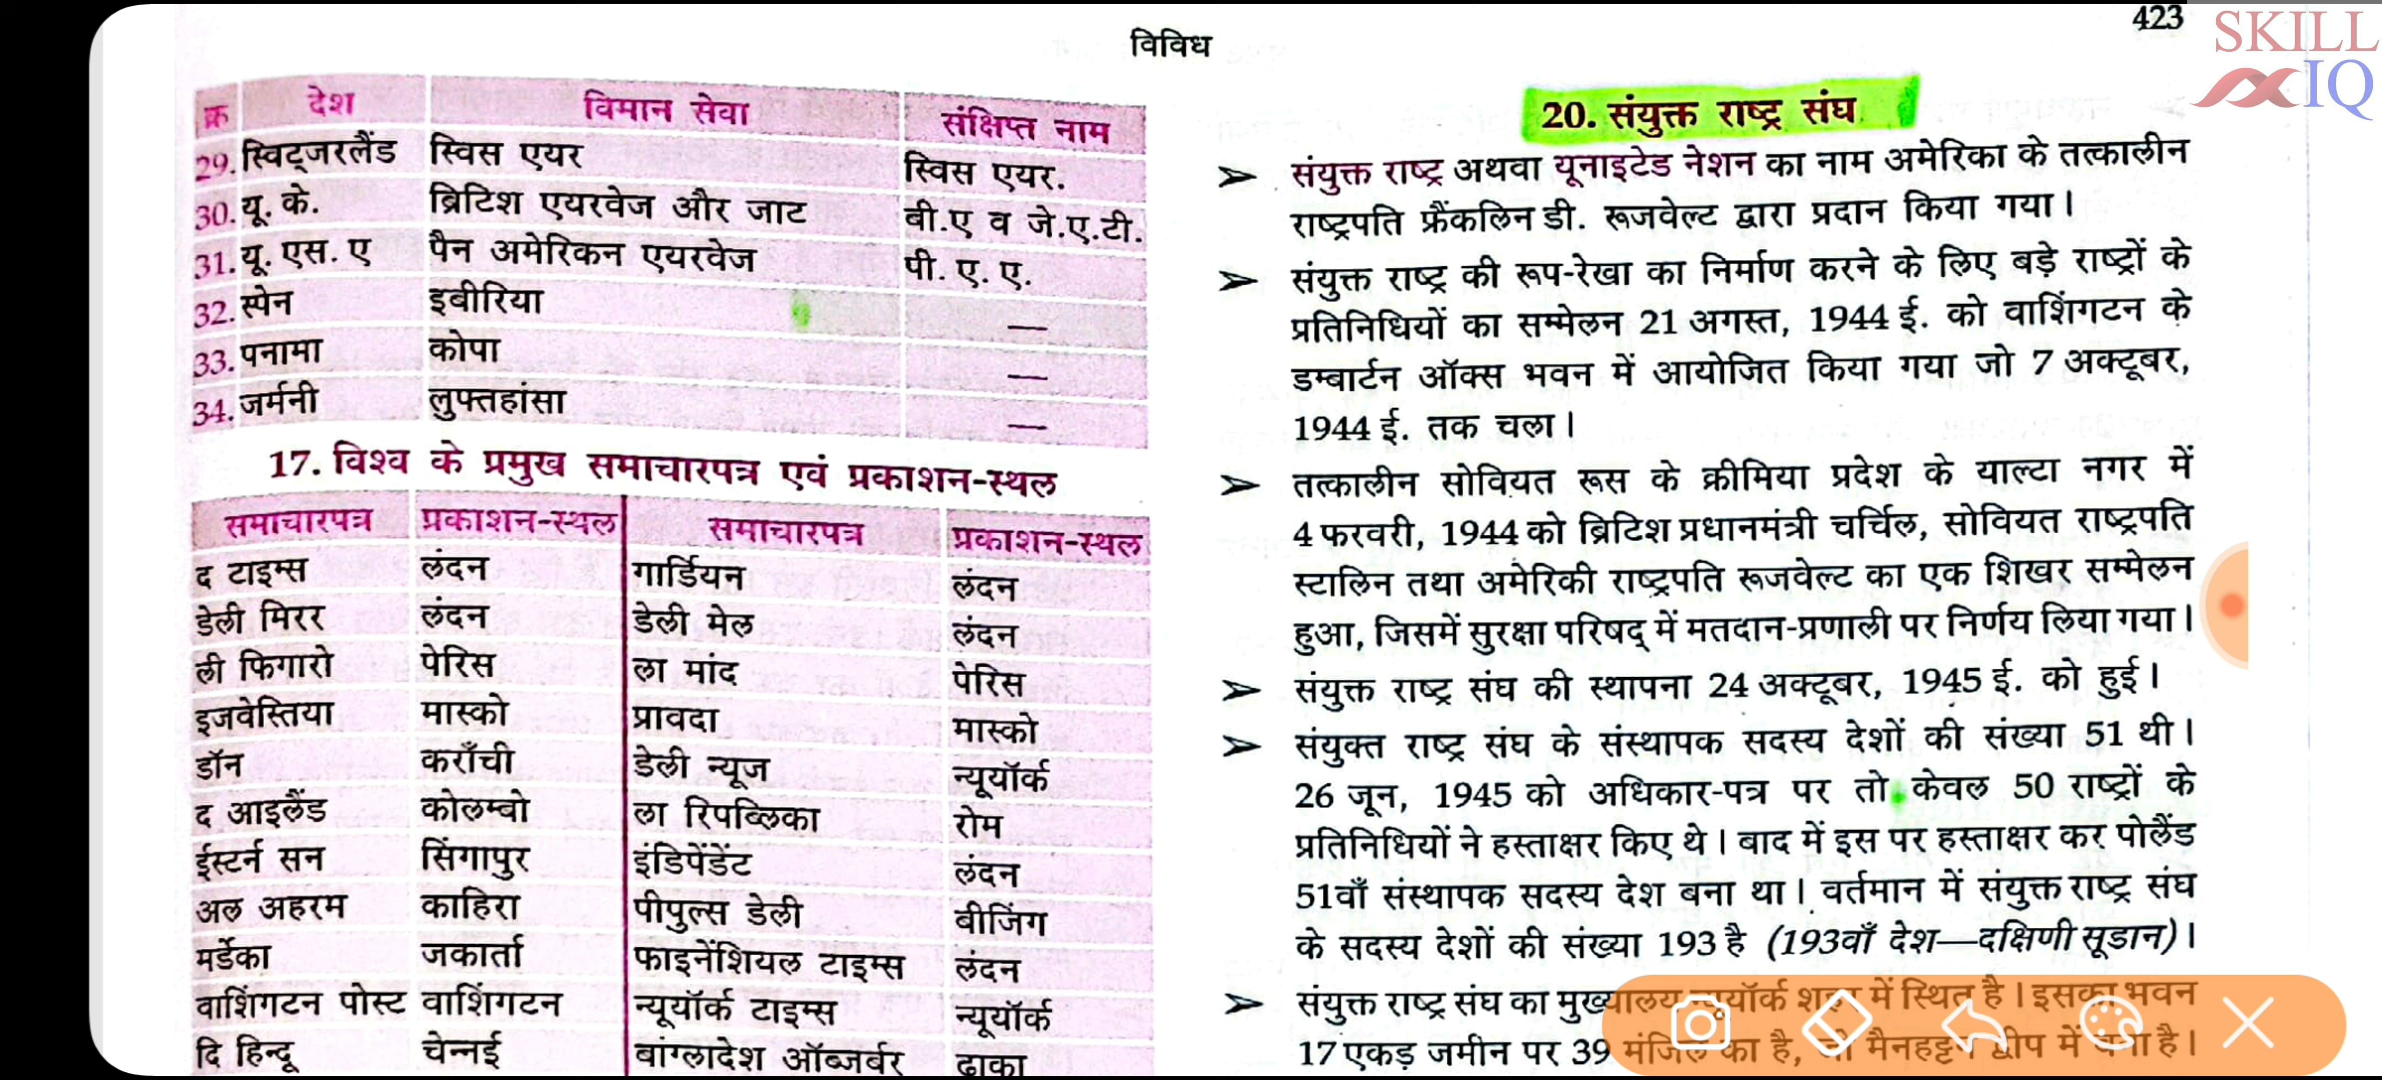 423
SKILL
IQ
विविध
क्र देश विमान सेवा संक्षिप्त नाम
29. स्विट्जरलैंड स्विस एयर स्विस एयर.
30. यू. के. ब्रिटिश एयरवेज और जाट बी.ए व जे.ए.टी.
31. यू. एस. ए पैन अमेरिकन एयरवेज पी. ए. ए.
32. स्पेन इबीरिया —
33. पनामा कोपा —
34. जर्मनी लुफ्तहांसा —
17. विश्व के प्रमुख समाचारपत्र एवं प्रकाशन-स्थल
समाचारपत्र प्रकाशन-स्थल समाचारपत्र प्रकाशन-स्थल
द टाइम्स लंदन गार्डियन लंदन
डेली मिरर लंदन डेली मेल लंदन
ली फिगारो पेरिस ला मांद पेरिस
इजवेस्तिया मास्को प्रावदा मास्को
डॉन कराँची डेली न्यूज न्यूयॉर्क
द आइलैंड कोलम्बो ला रिपब्लिका रोम
ईस्टर्न सन सिंगापुर इंडिपेंडेंट लंदन
अल अहरम काहिरा पीपुल्स डेली बीजिंग
मर्डेका जकार्ता फाइनेंशियल टाइम्स लंदन
वाशिंगटन पोस्ट वाशिंगटन न्यूयॉर्क टाइम्स न्यूयॉर्क
दि हिन्दू चेन्नई बांग्लादेश ऑब्जर्वर ढाका
20. संयुक्त राष्ट्र संघ
➢ संयुक्त राष्ट्र अथवा यूनाइटेड नेशन का नाम अमेरिका के तत्कालीन
राष्ट्रपति फ्रैंकलिन डी. रूजवेल्ट द्वारा प्रदान किया गया।
➢ संयुक्त राष्ट्र की रूप-रेखा का निर्माण करने के लिए बड़े राष्ट्रों के
प्रतिनिधियों का सम्मेलन 21 अगस्त, 1944 ई. को वाशिंगटन के
डम्बार्टन ऑक्स भवन में आयोजित किया गया जो 7 अक्टूबर,
1944 ई. तक चला।
➢ तत्कालीन सोवियत रूस के क्रीमिया प्रदेश के याल्टा नगर में
4 फरवरी, 1944 को ब्रिटिश प्रधानमंत्री चर्चिल, सोवियत राष्ट्रपति
स्टालिन तथा अमेरिकी राष्ट्रपति रूजवेल्ट का एक शिखर सम्मेलन
हुआ, जिसमें सुरक्षा परिषद् में मतदान-प्रणाली पर निर्णय लिया गया।
➢ संयुक्त राष्ट्र संघ की स्थापना 24 अक्टूबर, 1945 ई. को हुई।
➢ संयुक्त राष्ट्र संघ के संस्थापक सदस्य देशों की संख्या 51 थी।
26 जून, 1945 को अधिकार-पत्र पर तो केवल 50 राष्ट्रों के
प्रतिनिधियों ने हस्ताक्षर किए थे। बाद में इस पर हस्ताक्षर कर पोलैंड
51वाँ संस्थापक सदस्य देश बना था। वर्तमान में संयुक्त राष्ट्र संघ
के सदस्य देशों की संख्या 193 है (193वाँ देश—दक्षिणी सूडान)।
➢ संयुक्त राष्ट्र संघ का मुख्यालय न्यूयॉर्क शहर में स्थित है। इसका भवन
17 एकड़ जमीन पर 39 मंजिल का है, मैनहट्टन द्वीप में है।